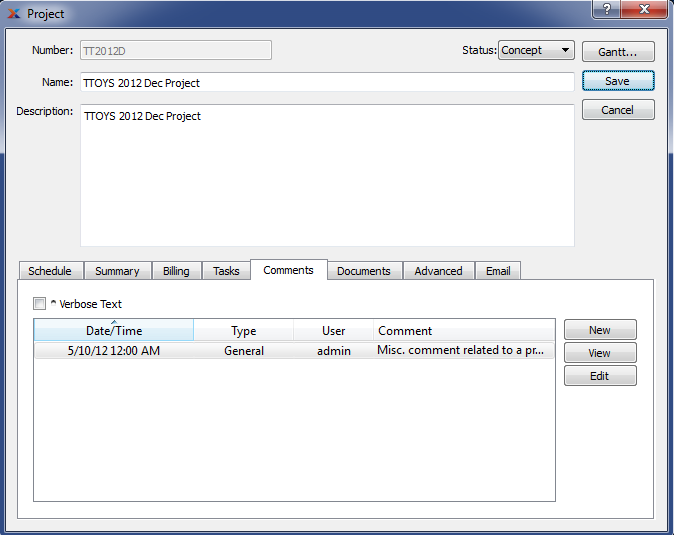 Project
Number: TT2012D Status: Concept Gantt...
Name: TTOYS 2012 Dec Project Save
Description: TTOYS 2012 Dec Project Cancel
Schedule Summary Billing Tasks Comments Documents Advanced Email
* Verbose Text
Date/Time Type User Comment New
5/10/12 12:00 AM General admin Misc. comment related to a pr... View
Edit